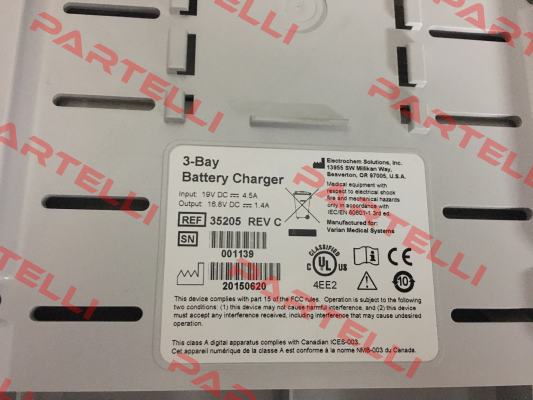 PARTELLI
3-Bay
Battery Charger
Input: 19V DC 4.5A
Output: 16.8V DC 1.4A
REF 35205 REV C
SN
001139
20150620
Electrochem Solutions, Inc.
13955 SW Millikan Way,
Beaverton, OR 97005, U.S.A.
Medical equipment with
respect to electrical shock
fire and mechanical hazards
only in accordance with
IEC/EN 60601-1.3rd ed
Manufactured for:
Varian Medical Systems
CLASSIFIED
UL
C US
4EE2
i
CE
10
This device complies with part 15 of FCC rules. Operation is subject to the following
two conditions: (1) this device may not cause harmful interference, and (2) this device must
accept any interference received, including interference that may cause undesired operation.
This class A digital apparatus complies with Canadian ICES-003.
Cet appareil numérique de la classe A est conforme à la norme NMB-003 du Canada.
PARTELLI
PARTELLI